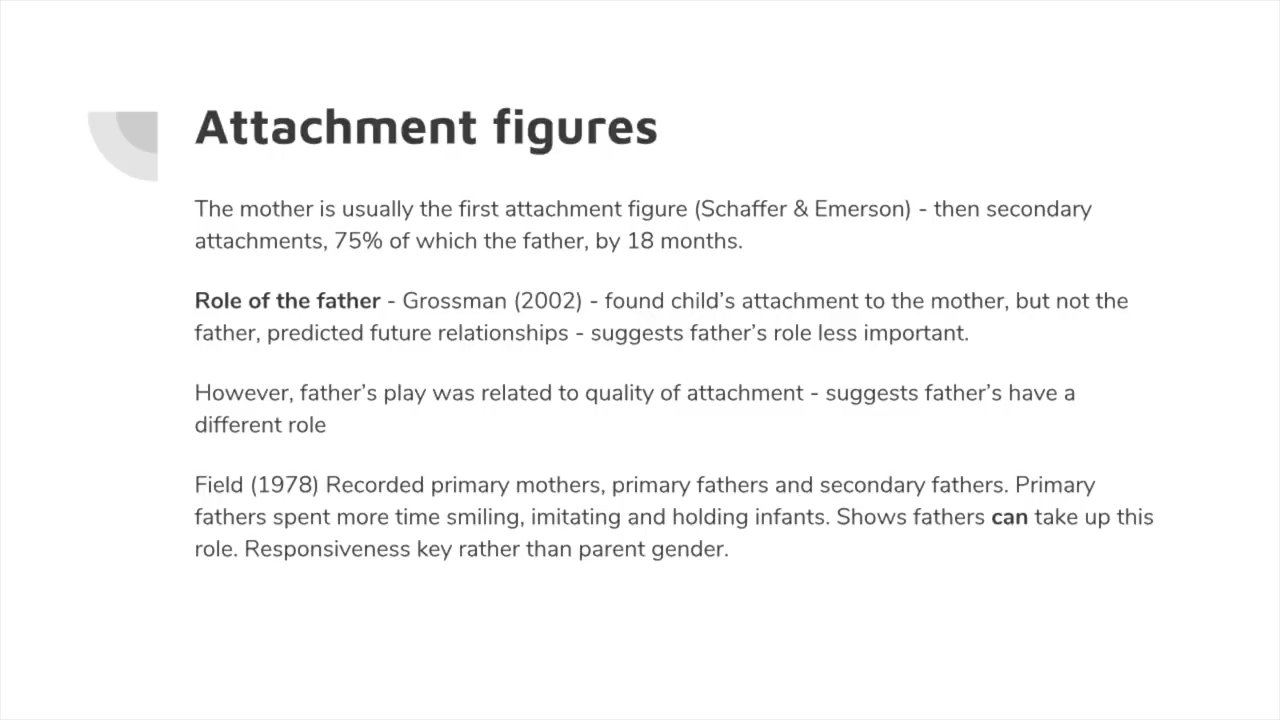 Attachment figures
The mother is usually the first attachment figure (Schaffer & Emerson) - then secondary
attachments, 75% of which the father, by 18 months.
Role of the father - Grossman (2002) - found child’s attachment to the mother, but not the
father, predicted future relationships - suggests father’s role less important.
However, father’s play was related to quality of attachment - suggests father’s have a
different role
Field (1978) Recorded primary mothers, primary fathers and secondary fathers. Primary
fathers spent more time smiling, imitating and holding infants. Shows fathers can take up this
role. Responsiveness key rather than parent gender.